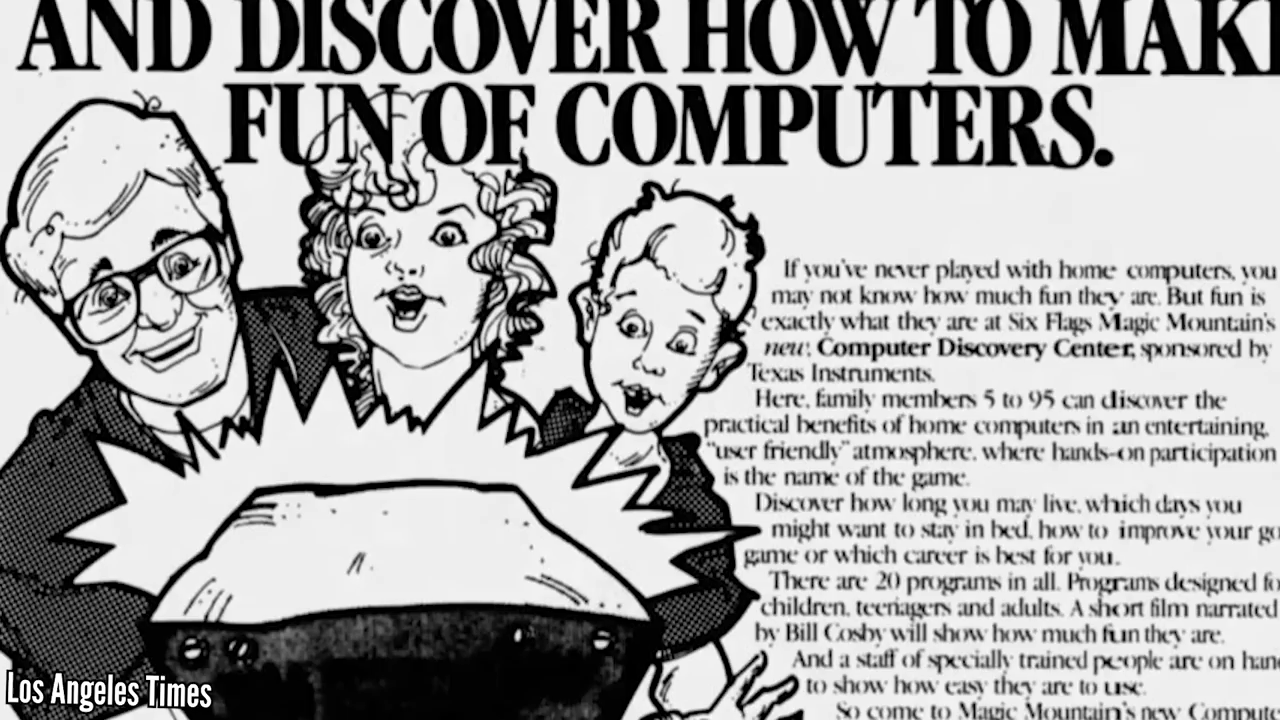 AND DISCOVER HOW TO MAKE
FUN OF COMPUTERS.
If you've never played with home computers, you
may not know how much fun they are. But fun is
exactly what they are at Six Flags Magic Mountain's
new, Computer Discovery Center, sponsored by
Texas Instruments.
Here, family members 5 to 95 can discover the
practical benefits of home computers in an entertaining,
"user friendly" atmosphere, where hands-on participation
is the name of the game.
Discover how long you may live, which days you
might want to stay in bed, how to improve your go
game or which career is best for you.
There are 20 programs in all. Programs designed fo
children, teenagers and adults. A short film narrated
by Bill Cosby will show how much fun they are.
And a staff of specially trained people are on han
to show how easy they are to use.
So come to Magic Mountain's new Compute
Los Angeles Times